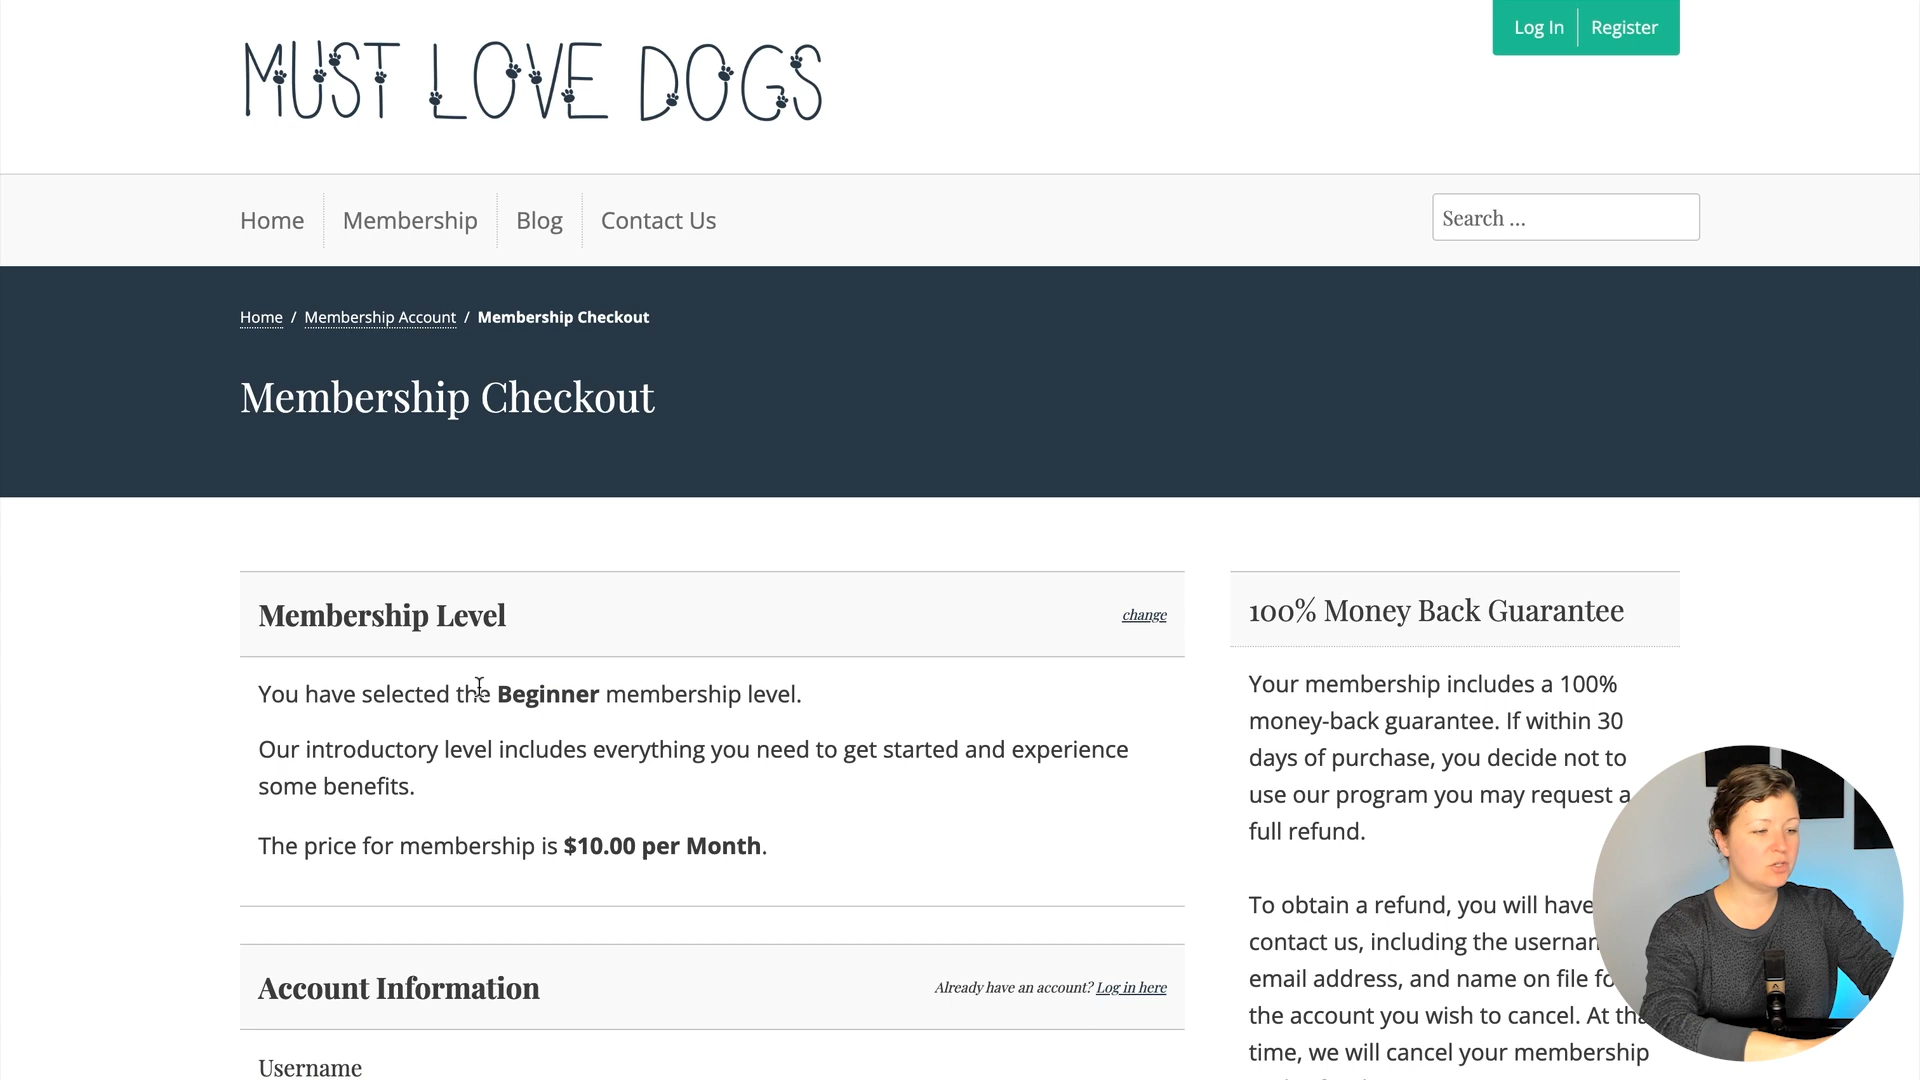 MUST LOVE DOGS
Log In
Register
Home
Membership
Blog
Contact Us
Search ...
Home / Membership Account / Membership Checkout
Membership Checkout
Membership Level
change
You have selected the Beginner membership level.
Our introductory level includes everything you need to get started and experience
some benefits.
The price for membership is $10.00 per Month.
Account Information
Already have an account? Log in here
Username
100% Money Back Guarantee
Your membership includes a 100%
money-back guarantee. If within 30
days of purchase, you decide not to
use our program you may request a
full refund.
To obtain a refund, you will have
contact us, including the
email address, and name on file
the account you wish to cancel. At
time, we will cancel your membership